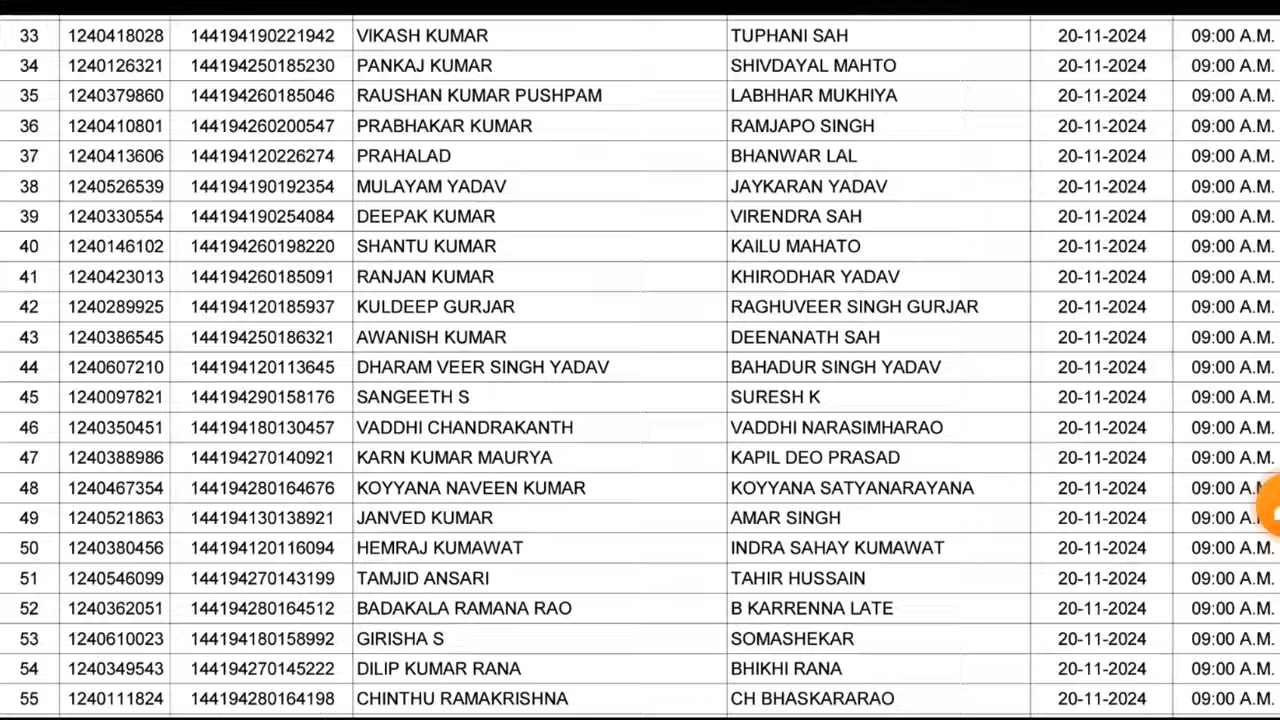 33 1240418028 144194190221942 VIKASH KUMAR TUPHANI SAH 20-11-2024 09:00 A.M.
34 1240126321 144194250185230 PANKAJ KUMAR SHIVDAYAL MAHTO 20-11-2024 09:00 A.M.
35 1240379860 144194260185046 RAUSHAN KUMAR PUSHPAM LABHHAR MUKHIYA 20-11-2024 09:00 A.M.
36 1240410801 144194260200547 PRABHAKAR KUMAR RAMJAPO SINGH 20-11-2024 09:00 A.M.
37 1240413606 144194120226274 PRAHALAD BHANWAR LAL 20-11-2024 09:00 A.M.
38 1240526539 144194190192354 MULAYAM YADAV JAYKARAN YADAV 20-11-2024 09:00 A.M.
39 1240330554 144194190254084 DEEPAK KUMAR VIRENDRA SAH 20-11-2024 09:00 A.M.
40 1240146102 144194260198220 SHANTU KUMAR KAILU MAHATO 20-11-2024 09:00 A.M.
41 1240423013 144194260185091 RANJAN KUMAR KHIRODHAR YADAV 20-11-2024 09:00 A.M.
42 1240289925 144194120185937 KULDEEP GURJAR RAGHUVEER SINGH GURJAR 20-11-2024 09:00 A.M.
43 1240386545 144194250186321 AWANISH KUMAR DEENANATH SAH 20-11-2024 09:00 A.M.
44 1240607210 144194120113645 DHARAM VEER SINGH YADAV BAHADUR SINGH YADAV 20-11-2024 09:00 A.M.
45 1240097821 144194290158176 SANGEETH S SURESH K 20-11-2024 09:00 A.M.
46 1240350451 144194180130457 VADDHI CHANDRAKANTH VADDHI NARASIMHARAO 20-11-2024 09:00 A.M.
47 1240388986 144194270140921 KARN KUMAR MAURYA KAPIL DEO PRASAD 20-11-2024 09:00 A.M.
48 1240467354 144194280164676 KOYYANA NAVEEN KUMAR KOYYANA SATYANARAYANA 20-11-2024 09:00
49 1240521863 144194130138921 JANVED KUMAR AMAR SINGH 20-11-2024 09:00
50 1240380456 144194120116094 HEMRAJ KUMAWAT INDRA SAHAY KUMAWAT 20-11-2024 09:00 A.M.
51 1240546099 144194270143199 TAMJID ANSARI TAHIR HUSSAIN 20-11-2024 09:00 A.M.
52 1240362051 144194280164512 BADAKALA RAMANA RAO B KARRENNA LATE 20-11-2024 09:00 A.M.
53 1240610023 144194180158992 GIRISHA S SOMASHEKAR 20-11-2024 09:00 A.M.
54 1240349543 144194270145222 DILIP KUMAR RANA BHIKHI RANA 20-11-2024 09:00 A.M.
55 1240111824 144194280164198 CHINTHU RAMAKRISHNA CH BHASKARARAO 20-11-2024 09:00 A.M.